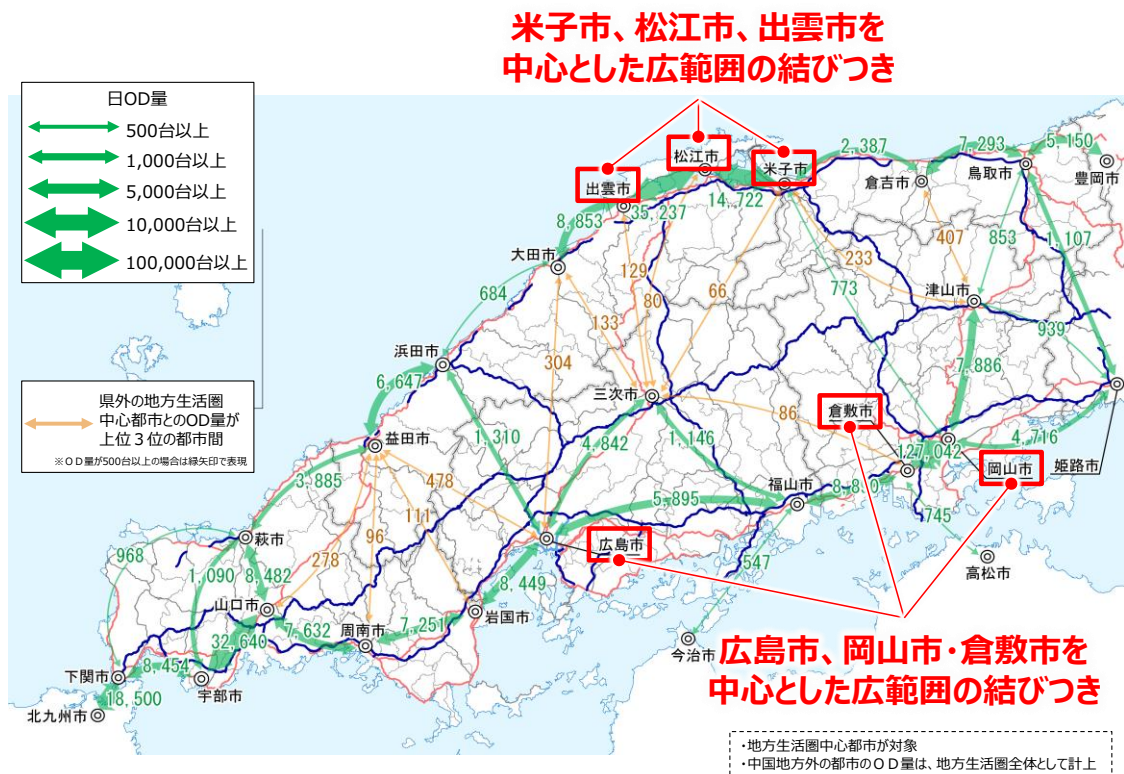 米子市、松江市、出雲市を
中心とした広範囲の結びつき
日OD量
500台以上
1,000台以上
5,000台以上
10,000台以上
100,000台以上
県外の地方生活圏
中心都市とのOD量が
上位3位の都市間
※OD量が500台以上の場合は緑矢印で表現
松江市
米子市
出雲市
2,387
7,293
5,150
倉吉市
鳥取市
豊岡市
8,853
35,237
14,722
大田市
129
80
66
233
407
853
1,107
773
津山市
684
133
304
939
浜田市
7,886
三次市
6,647
86
倉敷市
1,310
4,842
1,146
益田市
4,716
127,042
岡山市
姫路市
3,885
478
福山市
8,850
5,895
745
111
96
278
萩市
広島市
547
高松市
968
1,090
8,482
8,449
山口市
岩国市
32,640
7,632
周南市
7,251
今治市
下関市
8,454
宇部市
18,500
北九州市
広島市、岡山市・倉敷市を
中心とした広範囲の結びつき
・地方生活圏中心都市が対象
・中国地方外の都市のOD量は、地方生活圏全体として計上